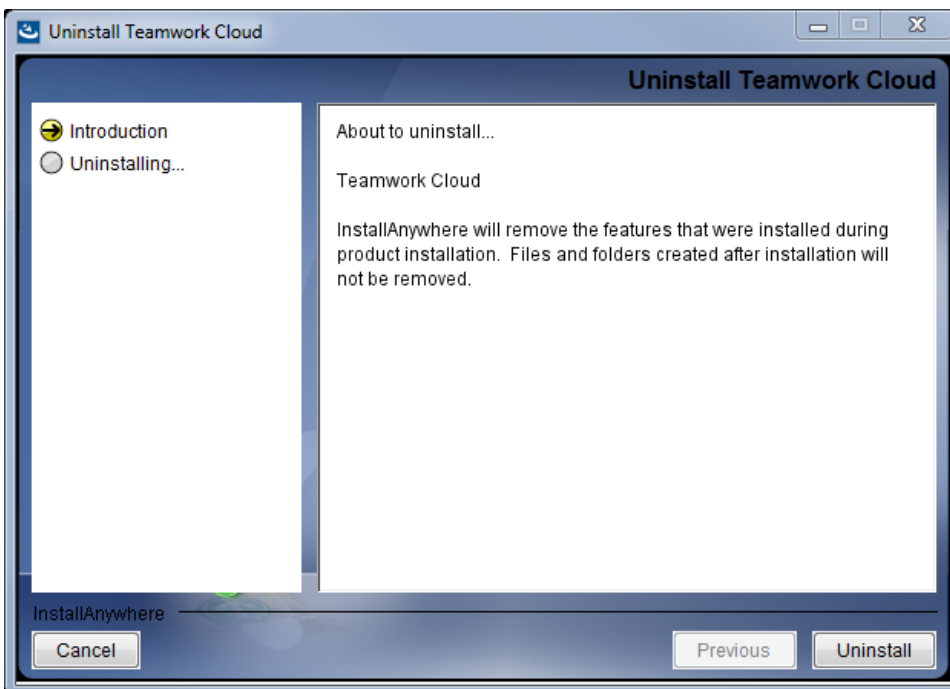 Uninstall Teamwork Cloud
Uninstall Teamwork Cloud
Introduction
Uninstalling...
About to uninstall...
Teamwork Cloud
InstallAnywhere will remove the features that were installed during
product installation.  Files and folders created after installation will
not be removed.
InstallAnywhere
Cancel
Previous
Uninstall